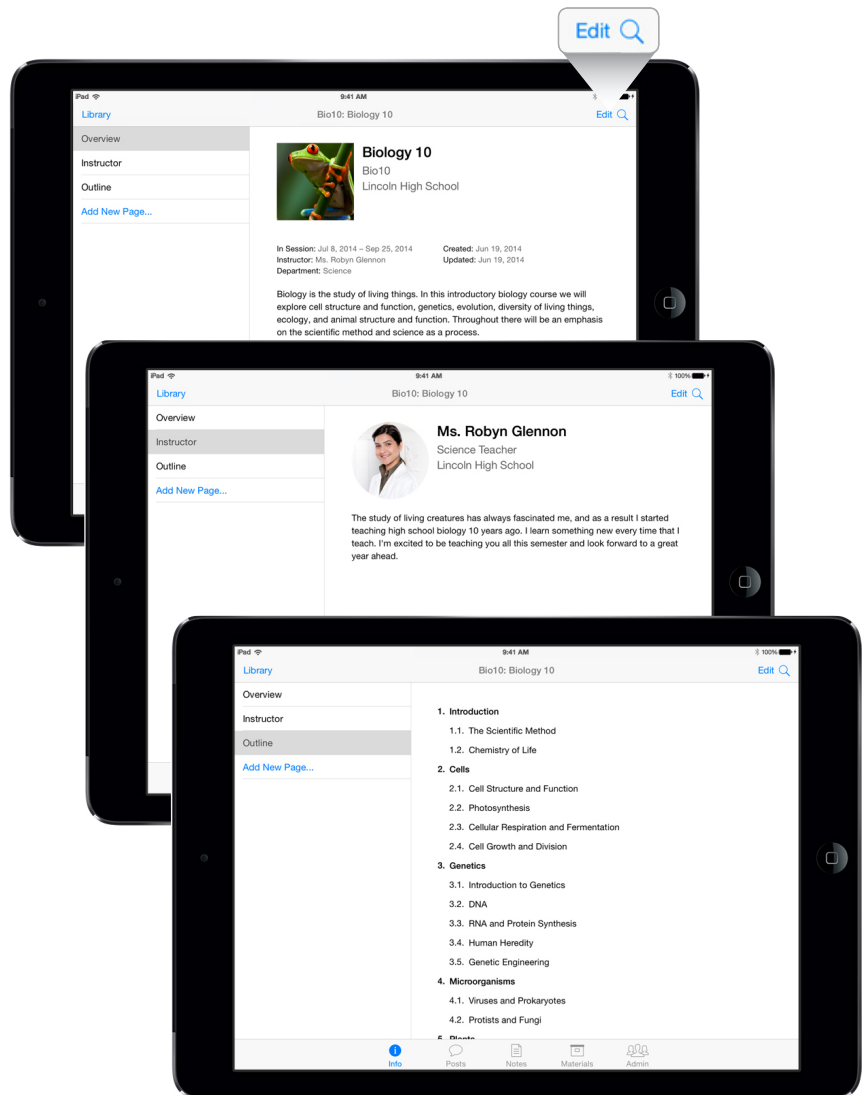 Edit
iPad 9:41 AM
Library Bio10: Biology 10 Edit
Overview
Instructor
Outline
Add New Page...
Biology 10
Bio10
Lincoln High School
In Session: Jul 8, 2014 – Sep 25, 2014 Created: Jun 19, 2014
Instructor: Ms. Robyn Glennon Updated: Jun 19, 2014
Department: Science
Biology is the study of living things. In this introductory biology course we will
explore cell structure and function, genetics, evolution, diversity of living things,
ecology, and animal structure and function. Throughout there will be an emphasis
on the scientific method and science as a process.
iPad 9:41 AM 100%
Library Bio10: Biology 10 Edit
Overview
Instructor
Outline
Add New Page...
Ms. Robyn Glennon
Science Teacher
Lincoln High School
The study of living creatures has always fascinated me, and as a result I started
teaching high school biology 10 years ago. I learn something new every time that I
teach. I'm excited to be teaching you all this semester and look forward to a great
year ahead.
iPad 9:41 AM 100%
Library Bio10: Biology 10 Edit
Overview
Instructor
Outline
Add New Page...
1. Introduction
1.1. The Scientific Method
1.2. Chemistry of Life
2. Cells
2.1. Cell Structure and Function
2.2. Photosynthesis
2.3. Cellular Respiration and Fermentation
2.4. Cell Growth and Division
3. Genetics
3.1. Introduction to Genetics
3.2. DNA
3.3. RNA and Protein Synthesis
3.4. Human Heredity
3.5. Genetic Engineering
4. Microorganisms
4.1. Viruses and Prokaryotes
4.2. Protists and Fungi
5. Plants
Info Posts Notes Materials Admin